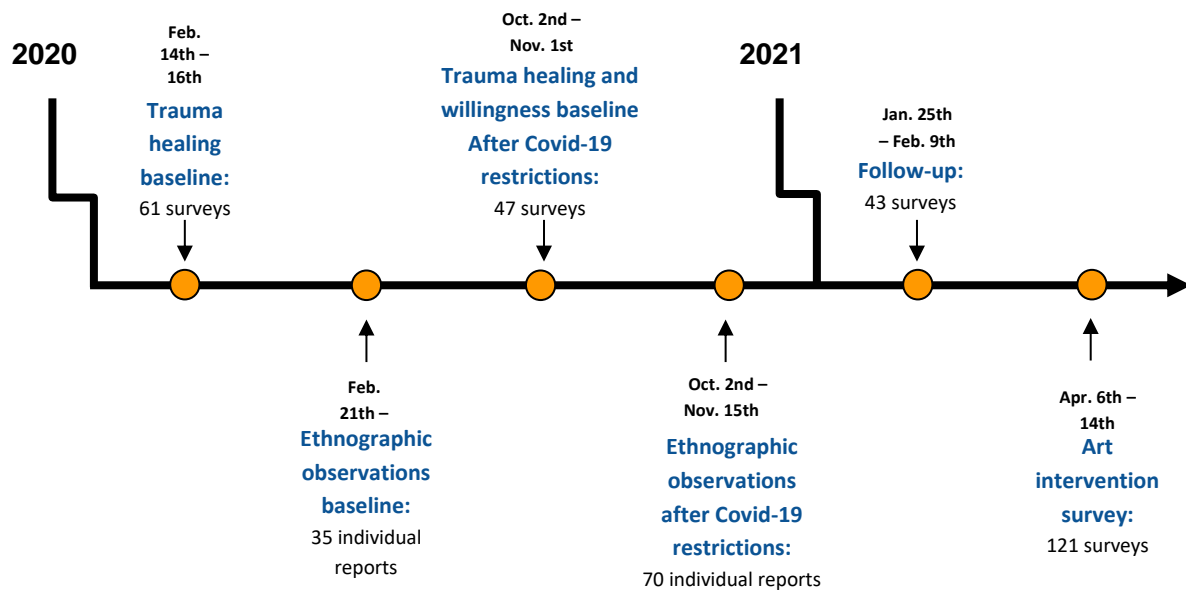 2020
Feb.
14th –
16th
Trauma
healing
baseline:
61 surveys
Oct. 2nd –
Nov. 1st
Trauma healing and
willingness baseline
After Covid-19
restrictions:
47 surveys
2021
Jan. 25th
– Feb. 9th
Follow-up:
43 surveys
Feb.
21th –
Ethnographic
observations
baseline:
35 individual
reports
Oct. 2nd –
Nov. 15th
Ethnographic
observations
after Covid-19
restrictions:
70 individual reports
Apr. 6th –
14th
Art
intervention
survey:
121 surveys